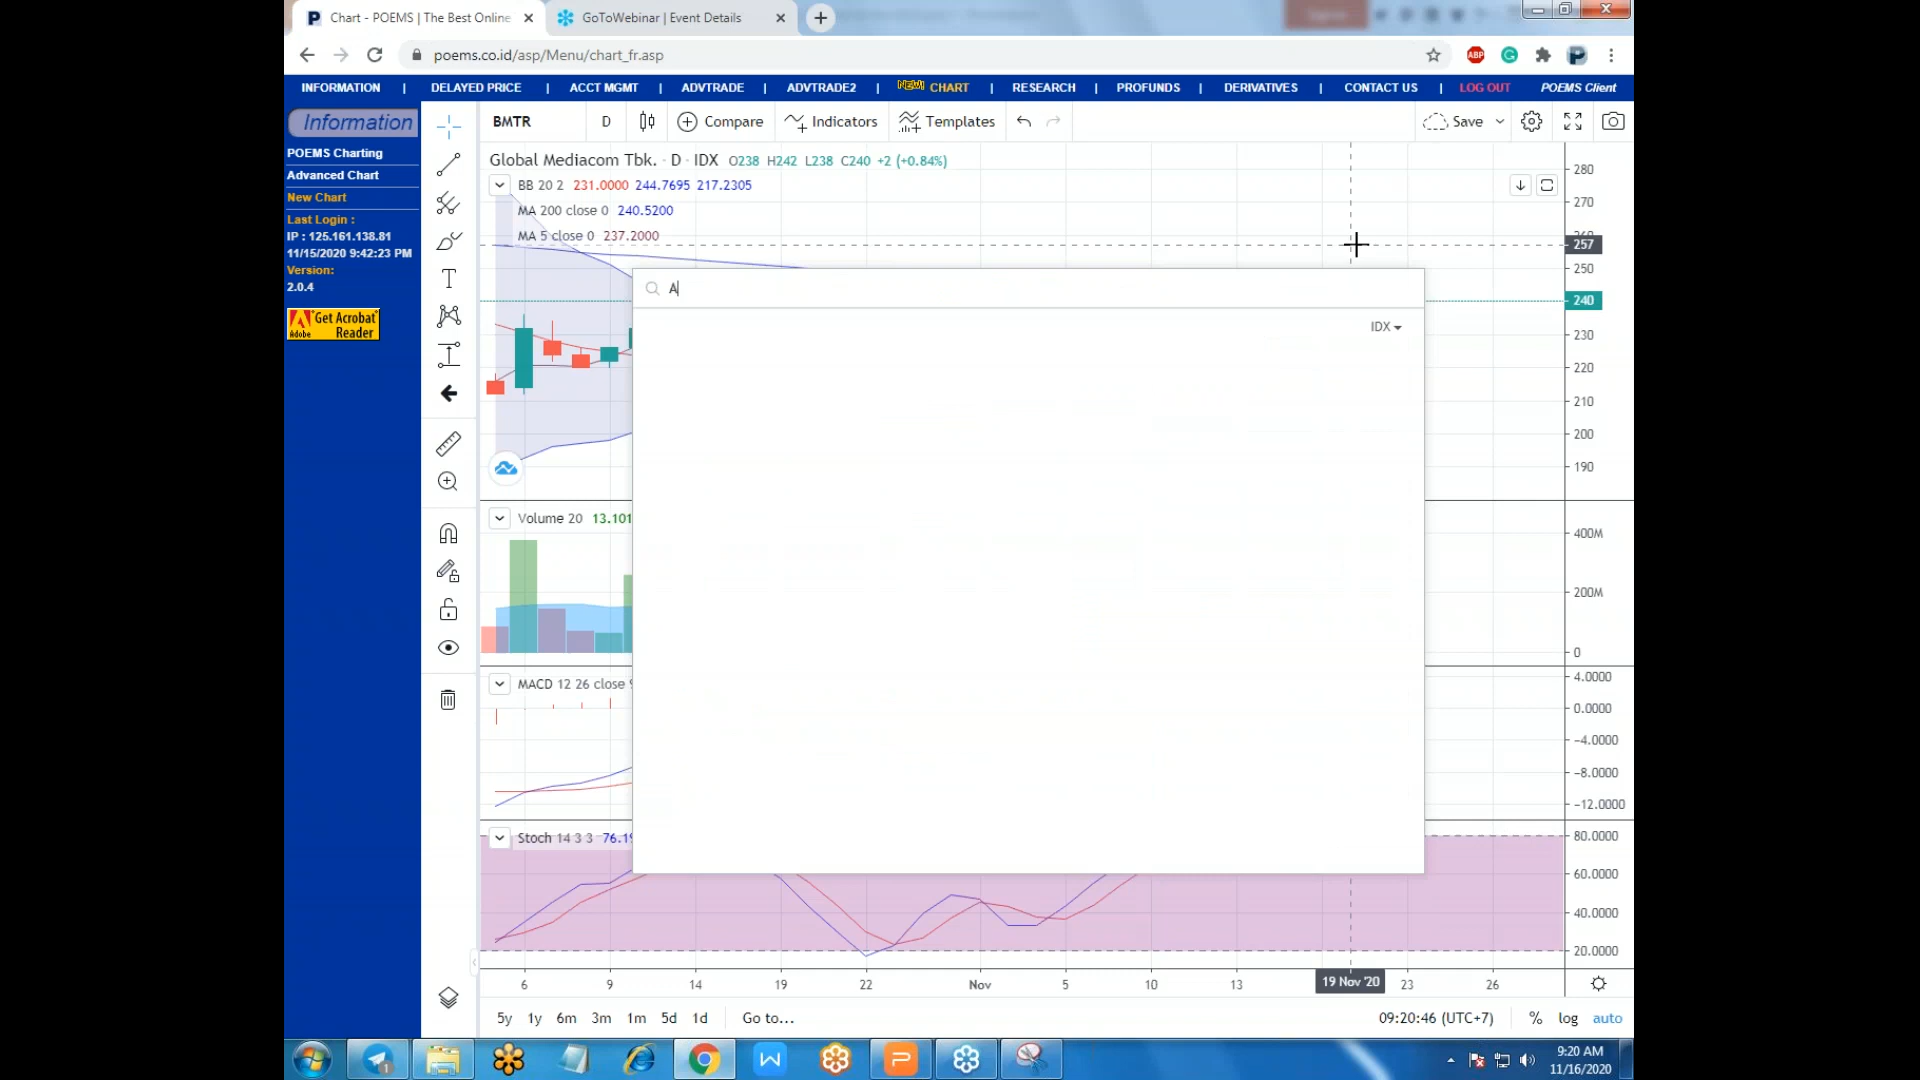 Chart - POEMS | The Best Online
GoToWebinar | Event Details
poems.co.id/asp/Menu/chart_fr.asp
ABP
INFORMATION | DELAYED PRICE | ACCT MGMT | ADVTRADE | ADVTRADE2 | NEW! CHART | RESEARCH | PROFUNDS | DERIVATIVES | CONTACT US | LOG OUT POEMS Client
Information
POEMS Charting
Advanced Chart
New Chart
Last Login :
IP : 125.161.138.81
11/15/2020 9:42:23 PM
Version:
2.0.4
Get Acrobat
Adobe Reader
BMTR D Compare Indicators Templates Save
Global Mediacom Tbk. · D · IDX O238 H242 L238 C240 +2 (+0.84%)
BB 20 2 231.0000 244.7695 217.2305
MA 200 close 0 240.5200
MA 5 close 0 237.2000
A
IDX
280
270
260
257
250
240
230
220
210
200
190
Volume 20 13.101
400M
200M
0
MACD 12 26 close 9
4.0000
0.0000
-4.0000
-8.0000
-12.0000
Stoch 14 3 3 76.19
80.0000
60.0000
40.0000
20.0000
6 9 14 19 22 Nov 5 10 13 19 Nov '20 23 26
5y 1y 6m 3m 1m 5d 1d Go to... 09:20:46 (UTC+7) % log auto
9:20 AM
11/16/2020